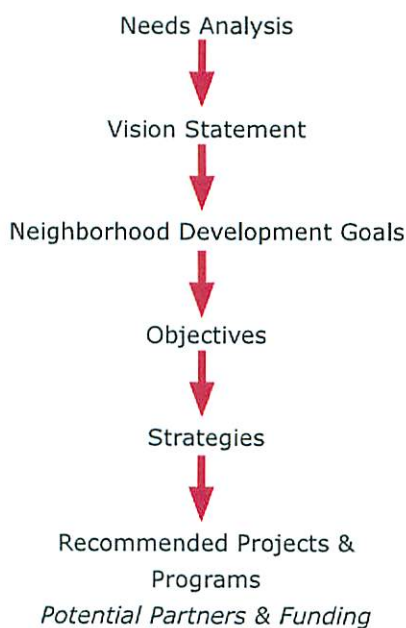 Needs Analysis
Vision Statement
Neighborhood Development Goals
Objectives
Strategies
Recommended Projects &
Programs
Potential Partners & Funding